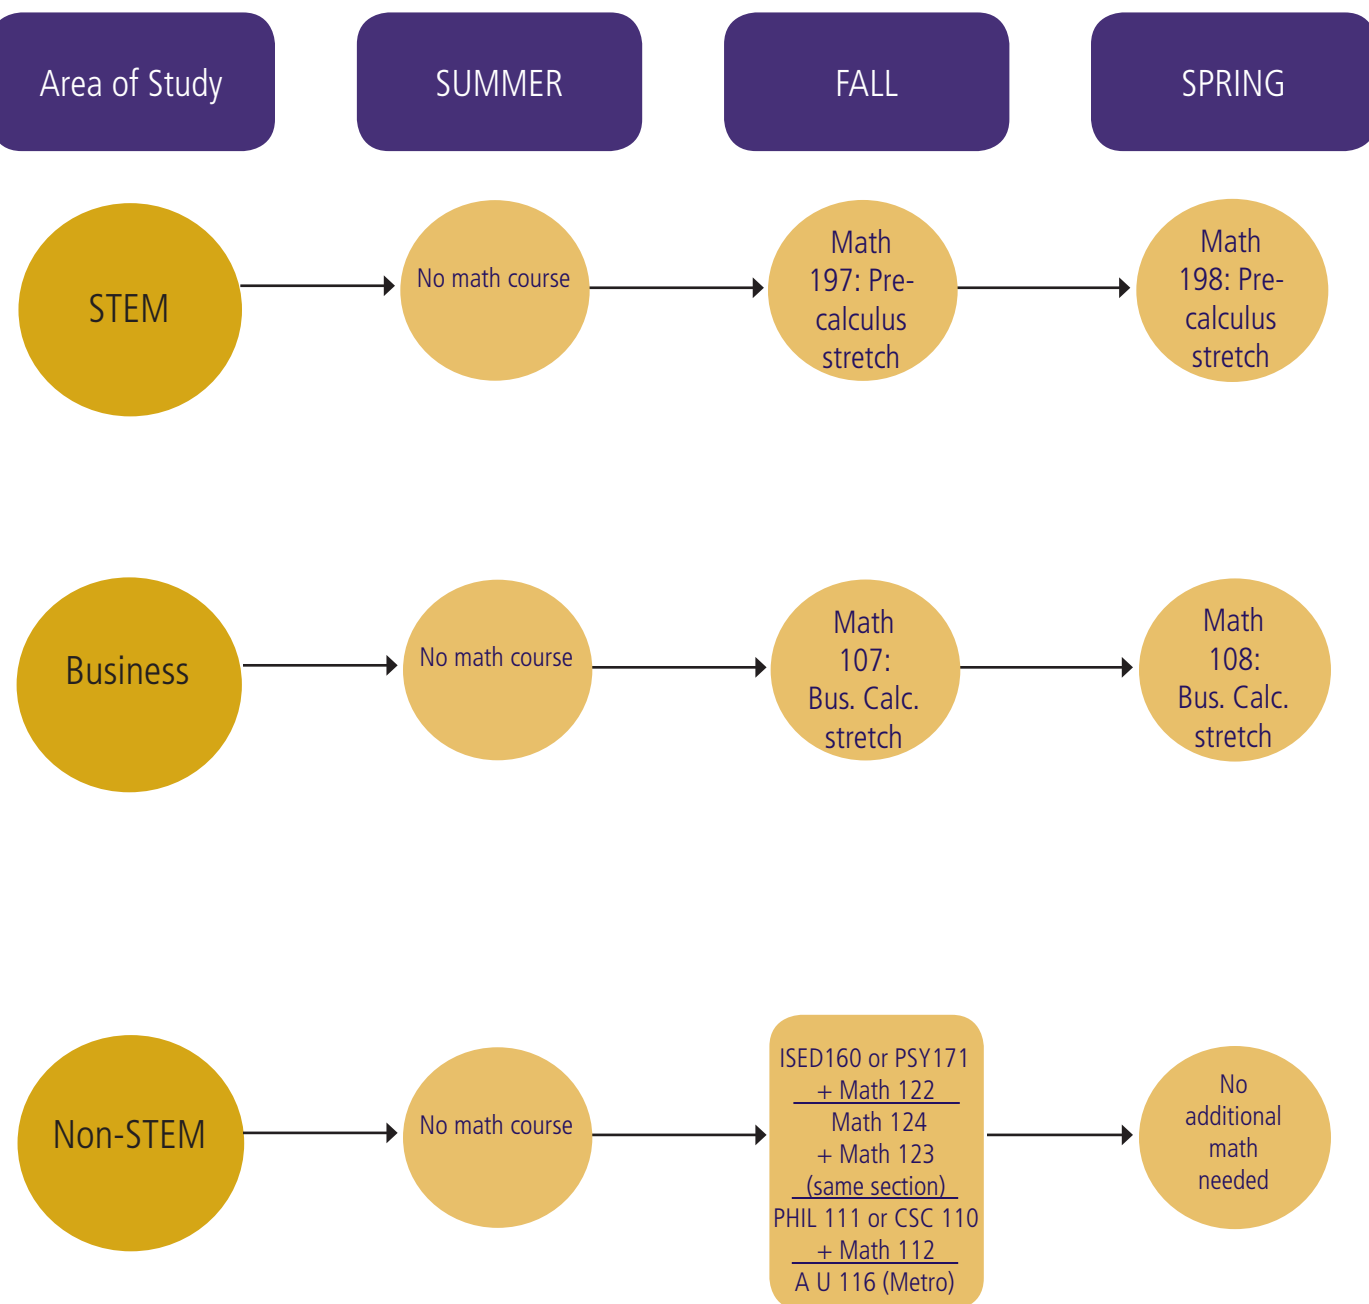 Area of Study
SUMMER
FALL
SPRING
STEM
No math course
Math
197: Pre-
calculus
stretch
Math
198: Pre-
calculus
stretch
Business
No math course
Math
107:
Bus. Calc.
stretch
Math
108:
Bus. Calc.
stretch
Non-STEM
No math course
ISED160 or PSY171
+ Math 122
Math 124
+ Math 123
(same section)
PHIL 111 or CSC 110
+ Math 112
A U 116 (Metro)
No
additional
math
needed